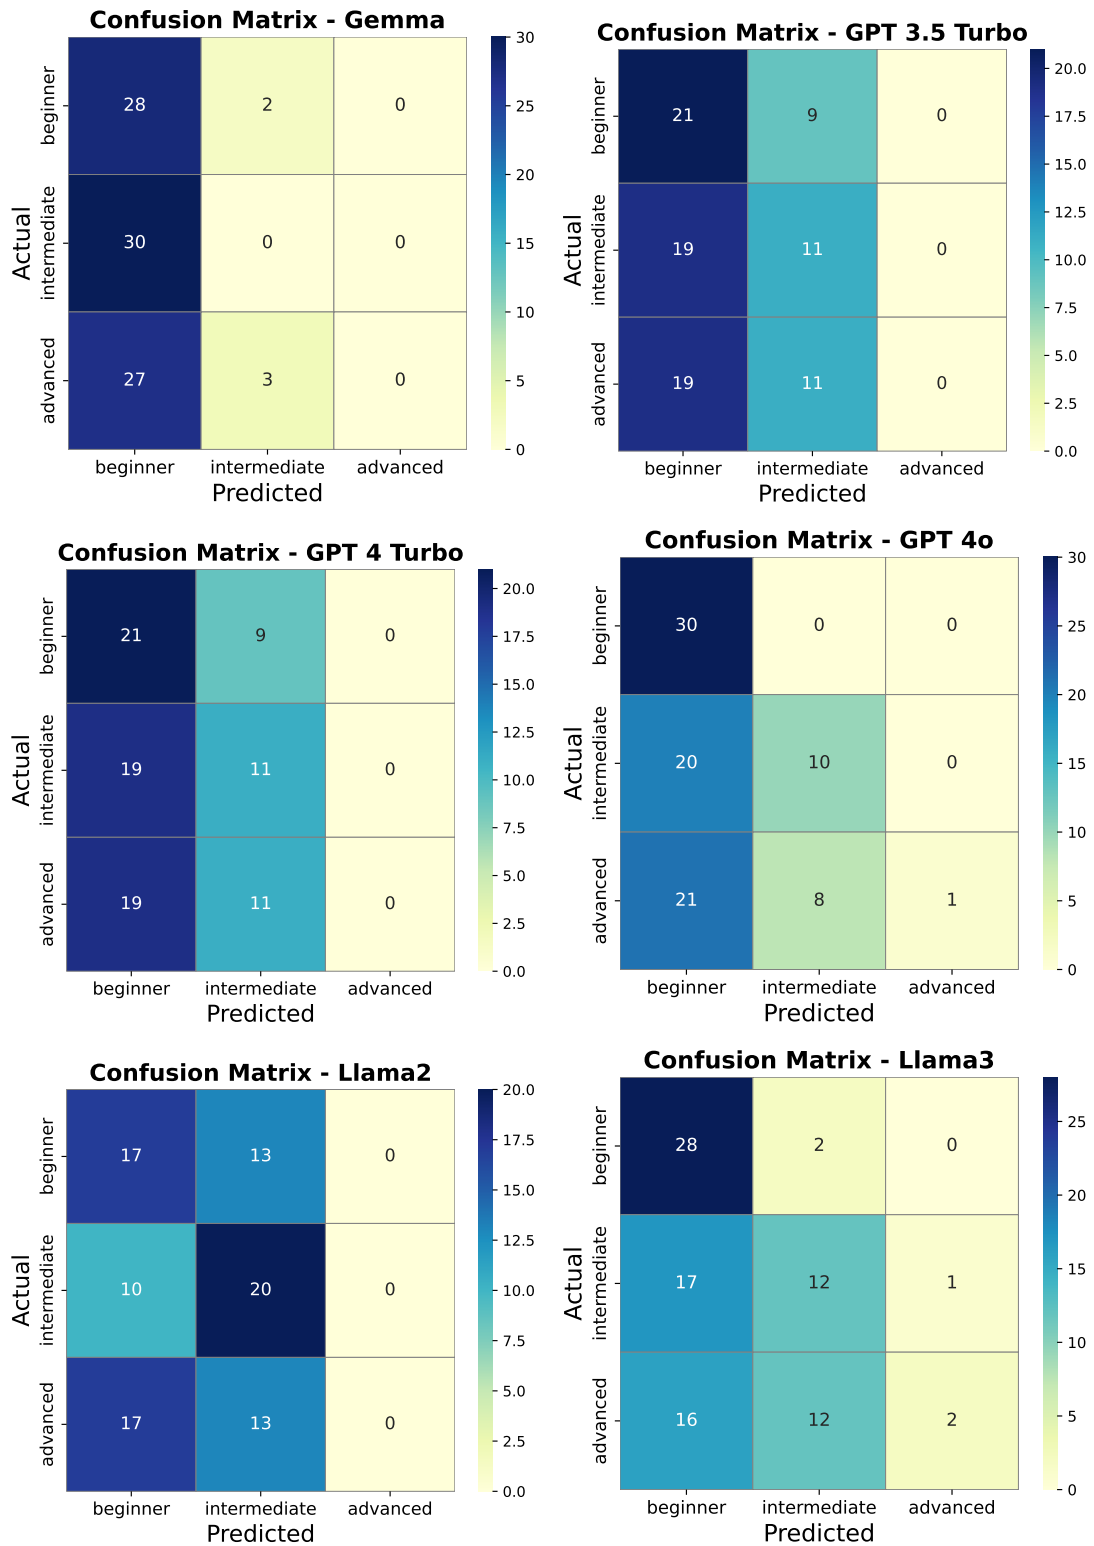 Confusion Matrix - Gemma
30
25
20
15
10
5
0
Actual
beginner
28 2 0
intermediate
30 0 0
advanced
27 3 0
beginner intermediate advanced
Predicted
Confusion Matrix - GPT 3.5 Turbo
20.0
17.5
15.0
12.5
10.0
7.5
5.0
2.5
0.0
Actual
beginner
21 9 0
intermediate
19 11 0
advanced
19 11 0
beginner intermediate advanced
Predicted
Confusion Matrix - GPT 4 Turbo
20.0
17.5
15.0
12.5
10.0
7.5
5.0
2.5
0.0
Actual
beginner
21 9 0
intermediate
19 11 0
advanced
19 11 0
beginner intermediate advanced
Predicted
Confusion Matrix - GPT 4o
30
25
20
15
10
5
0
Actual
beginner
30 0 0
intermediate
20 10 0
advanced
21 8 1
beginner intermediate advanced
Predicted
Confusion Matrix - Llama2
20.0
17.5
15.0
12.5
10.0
7.5
5.0
2.5
0.0
Actual
beginner
17 13 0
intermediate
10 20 0
advanced
17 13 0
beginner intermediate advanced
Predicted
Confusion Matrix - Llama3
25
20
15
10
5
0
Actual
beginner
28 2 0
intermediate
17 12 1
advanced
16 12 2
beginner intermediate advanced
Predicted